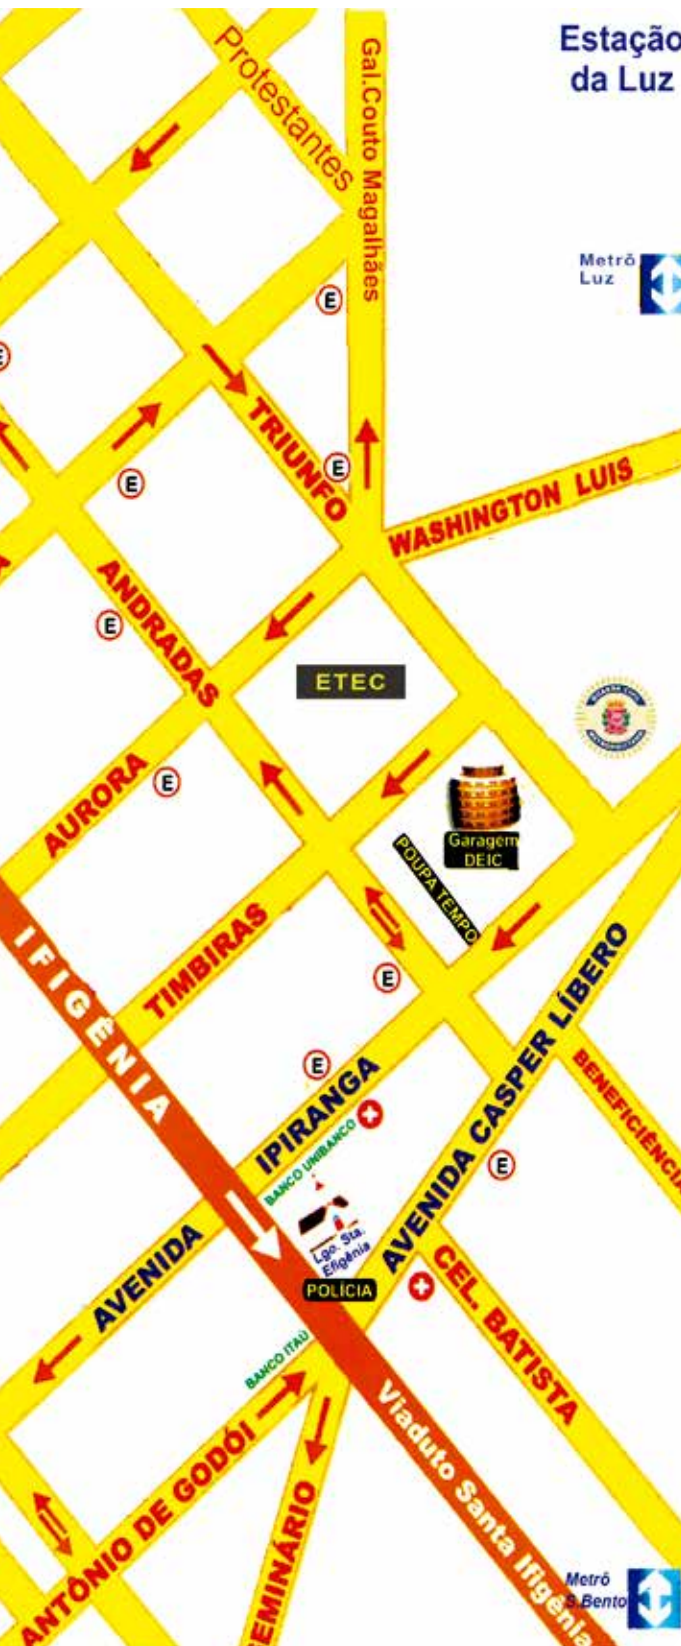 Estação
da Luz
Protestantes
Gal.Couto Magalhães
Metrô
Luz
E
E
TRIUNFO
E
E
WASHINGTON LUIS
ANDRADAS
E
ETEC
AURORA
E
Garagem
DEIC
POUPA TEMPO
TIMBIRAS
IFIGÊNIA
E
AVENIDA CASPER LÍBERO
E
AVENIDA IPIRANGA
BENEFICIÊNCIA
BANCO UNIBANCO
E
Lgo. Sta.
Efigênia
CEL. BATISTA
POLÍCIA
BANCO ITAÚ
Viaduto Santa Ifigênia
ANTÔNIO DE GODÓI
EMINÁRIO
Metrô
S.Bento